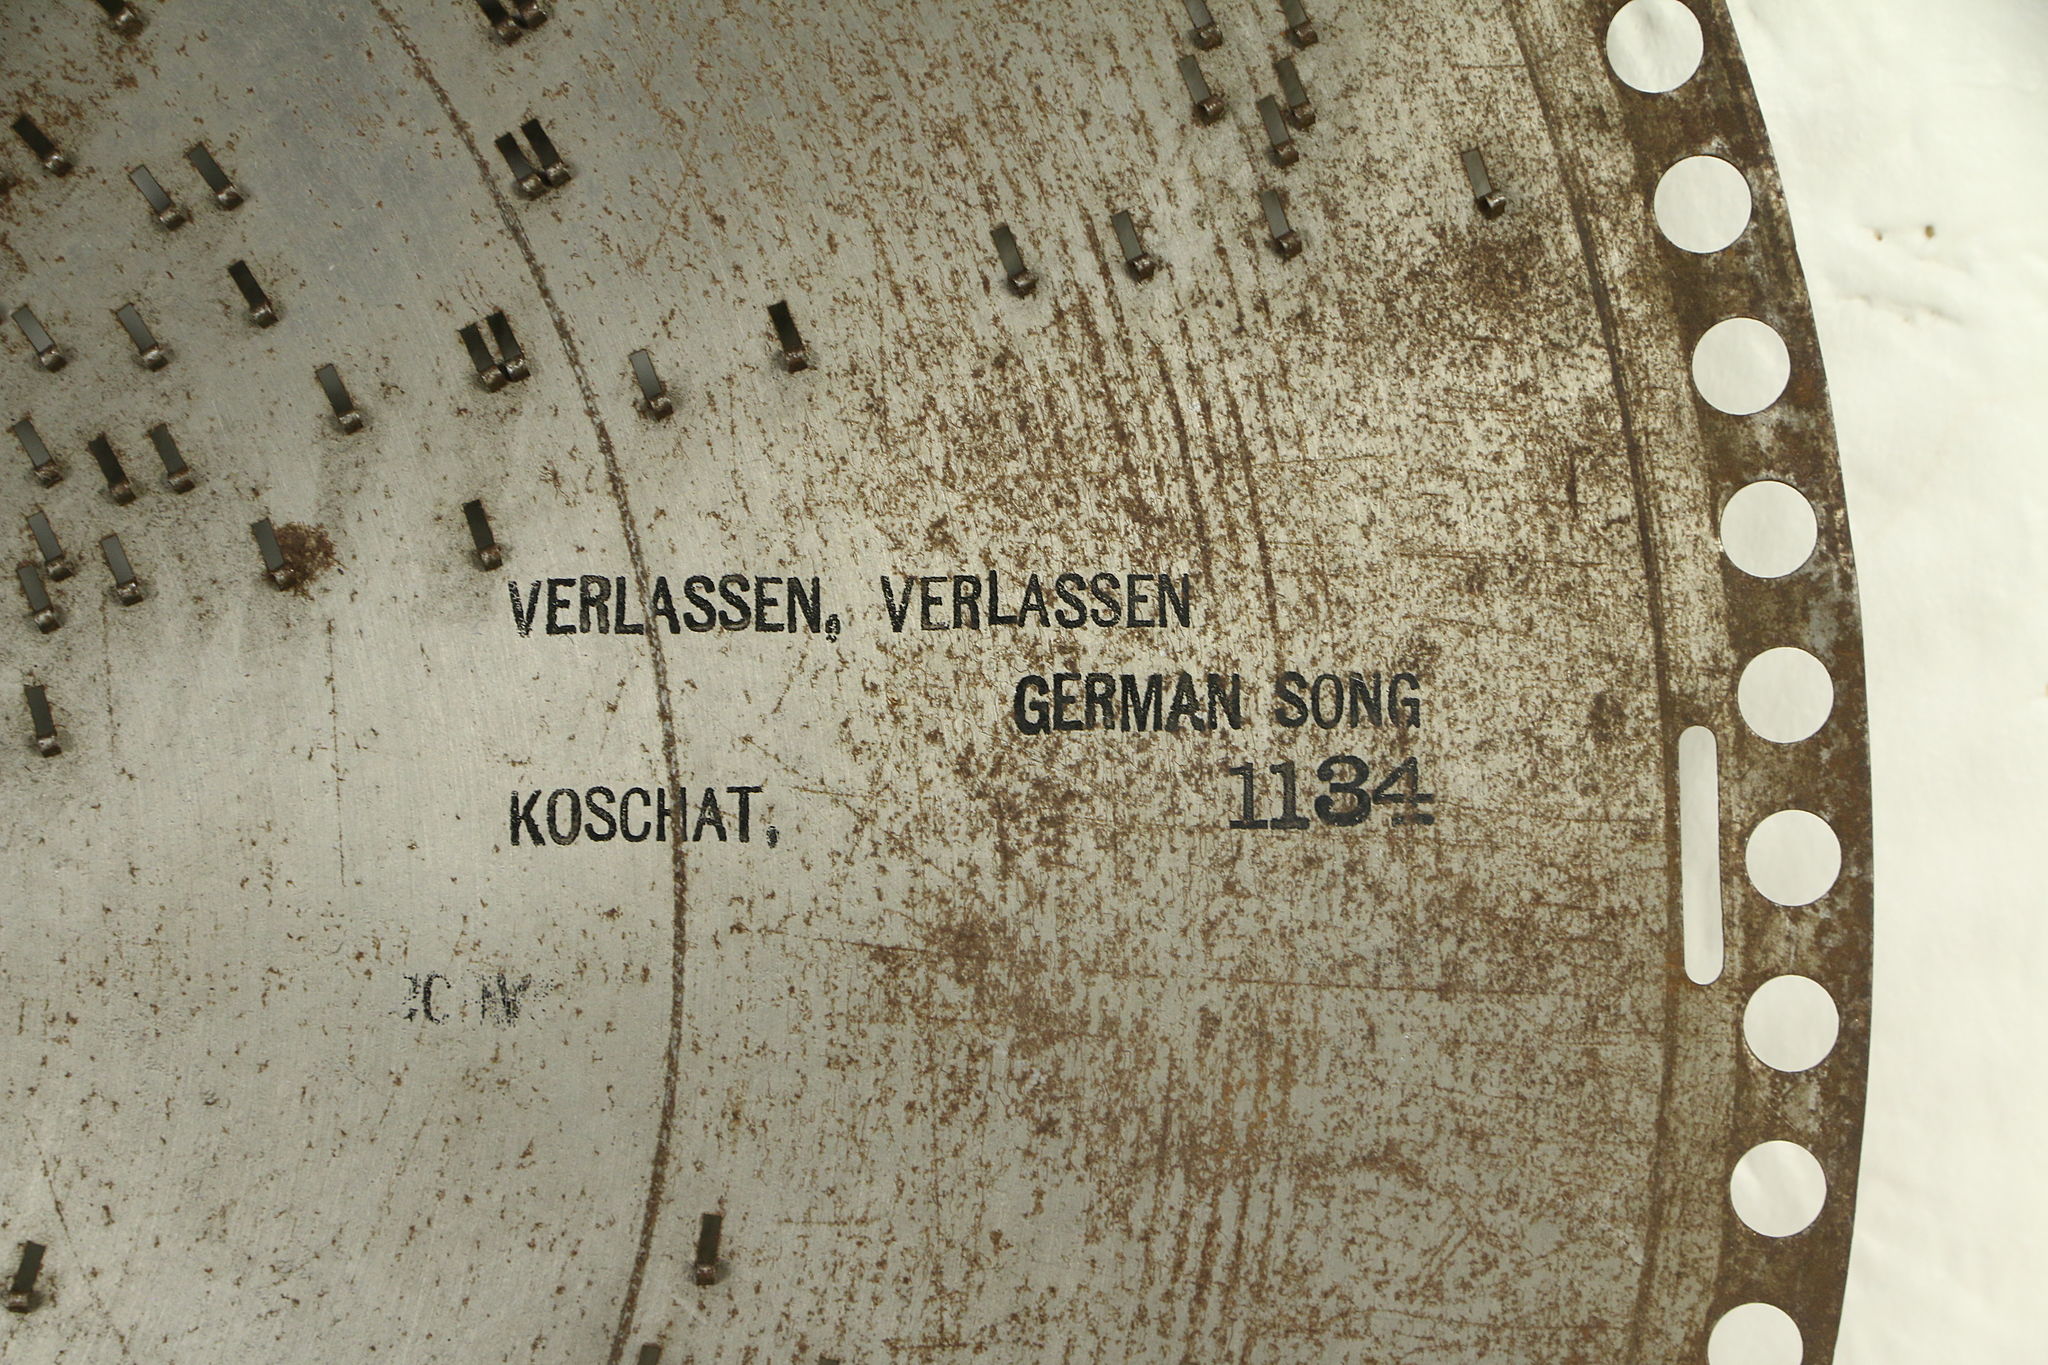 VERLASSEN, VERLASSEN
GERMAN SONG
1134
KOSCHAT,